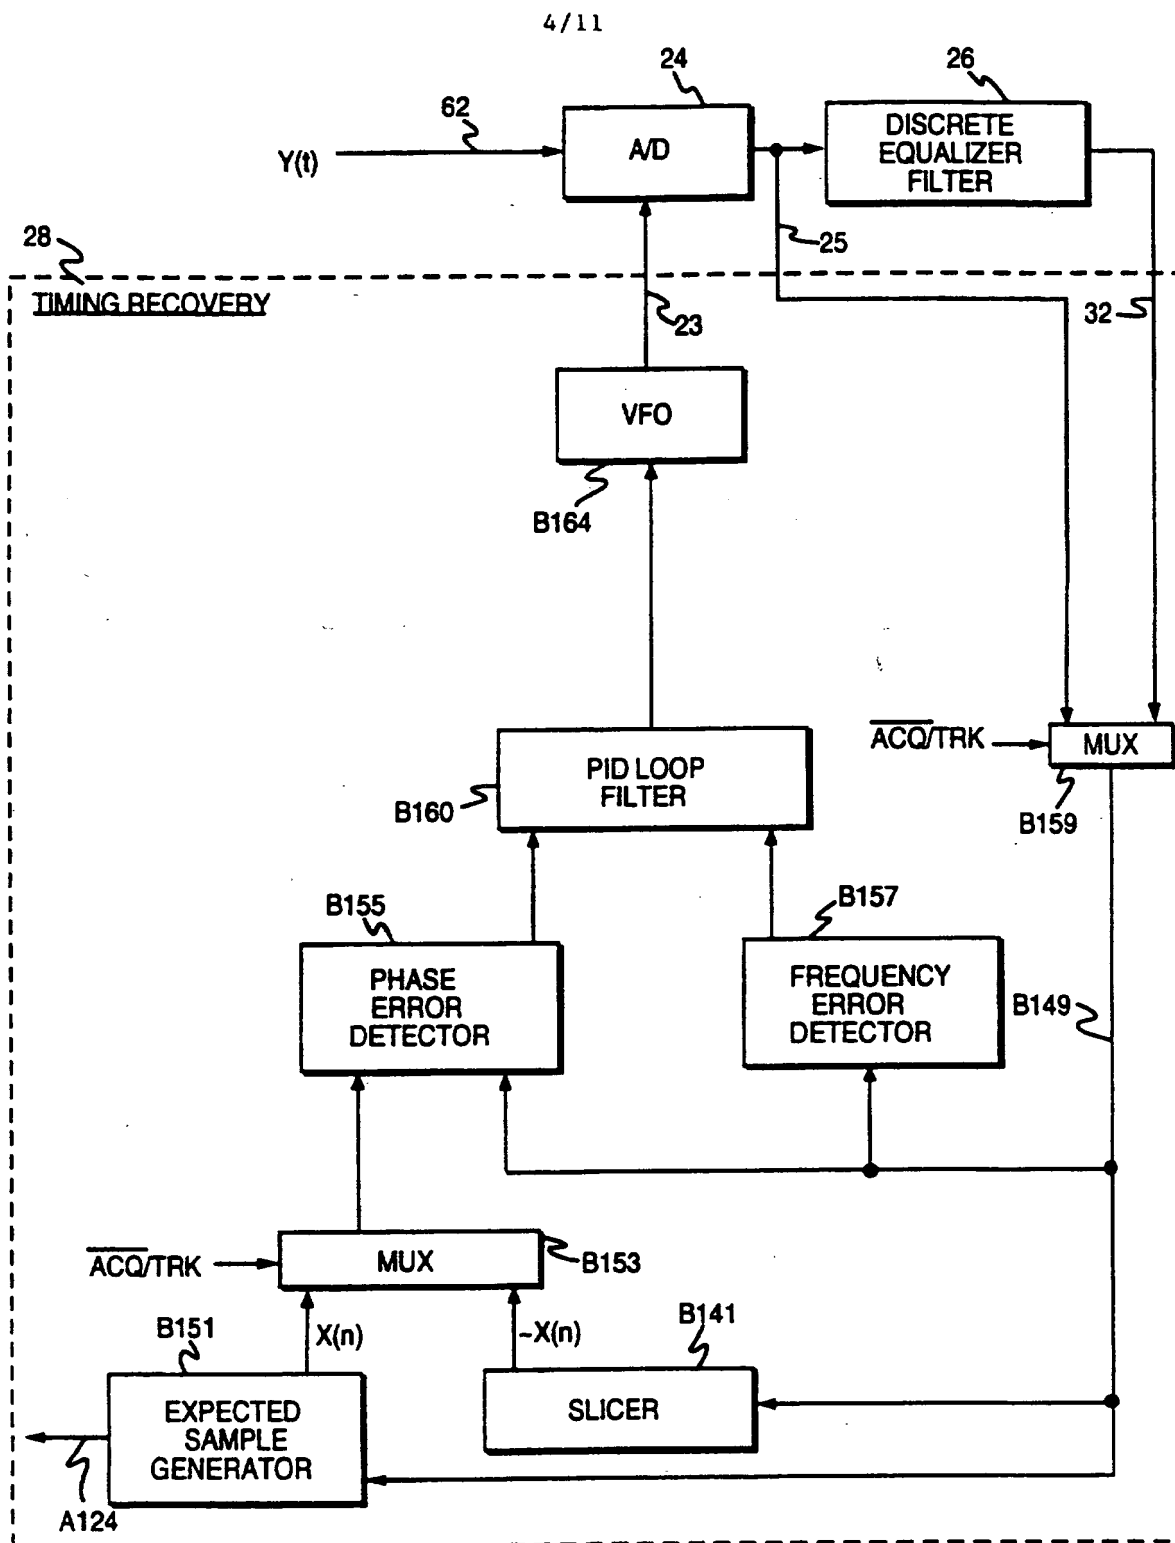 4/11
24
26
62
Y(t)
A/D
DISCRETE
EQUALIZER
FILTER
28
25
TIMING RECOVERY
23
32
VFO
B164
ACQ/TRK
MUX
PID LOOP
FILTER
B160
B159
B155
B157
PHASE
ERROR
DETECTOR
FREQUENCY
ERROR
DETECTOR
B149
ACQ/TRK
MUX
B153
B151
X(n)
~X(n)
B141
EXPECTED
SAMPLE
GENERATOR
SLICER
A124